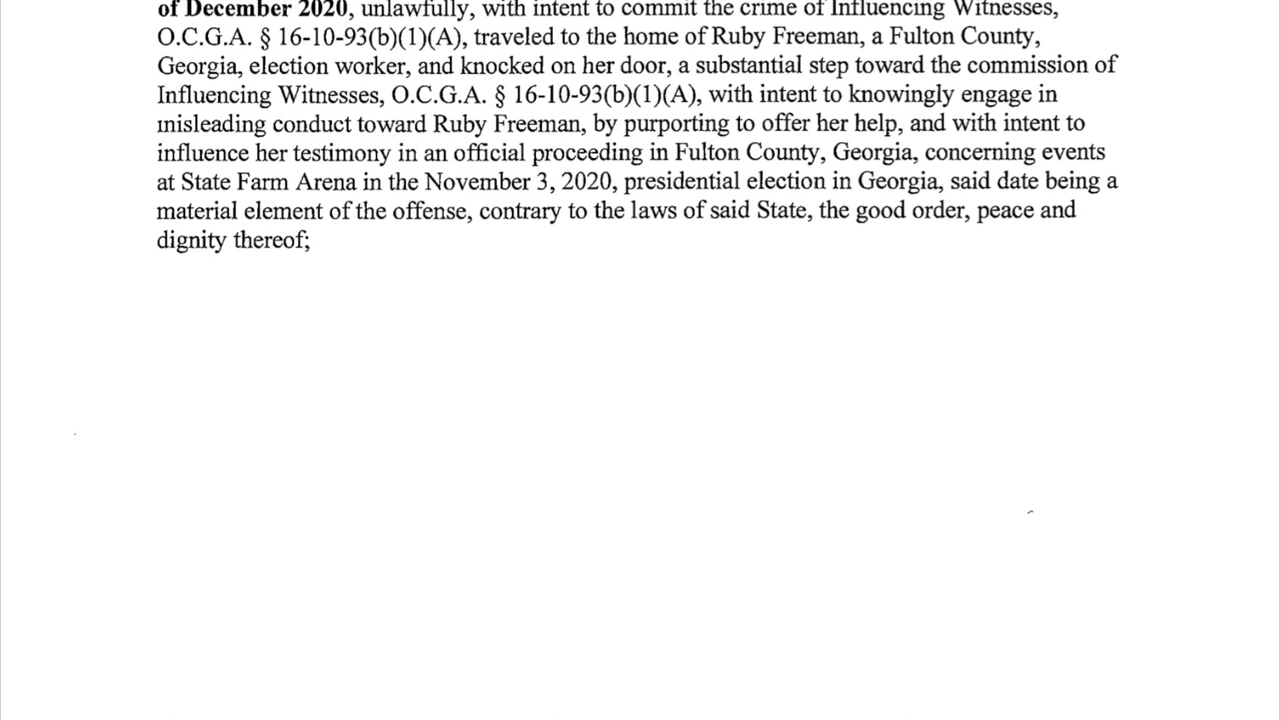 of December 2020, unlawfully, with intent to commit the crime of Influencing Witnesses,
O.C.G.A. § 16-10-93(b)(1)(A), traveled to the home of Ruby Freeman, a Fulton County,
Georgia, election worker, and knocked on her door, a substantial step toward the commission of
Influencing Witnesses, O.C.G.A. § 16-10-93(b)(1)(A), with intent to knowingly engage in
misleading conduct toward Ruby Freeman, by purporting to offer her help, and with intent to
influence her testimony in an official proceeding in Fulton County, Georgia, concerning events
at State Farm Arena in the November 3, 2020, presidential election in Georgia, said date being a
material element of the offense, contrary to the laws of said State, the good order, peace and
dignity thereof;